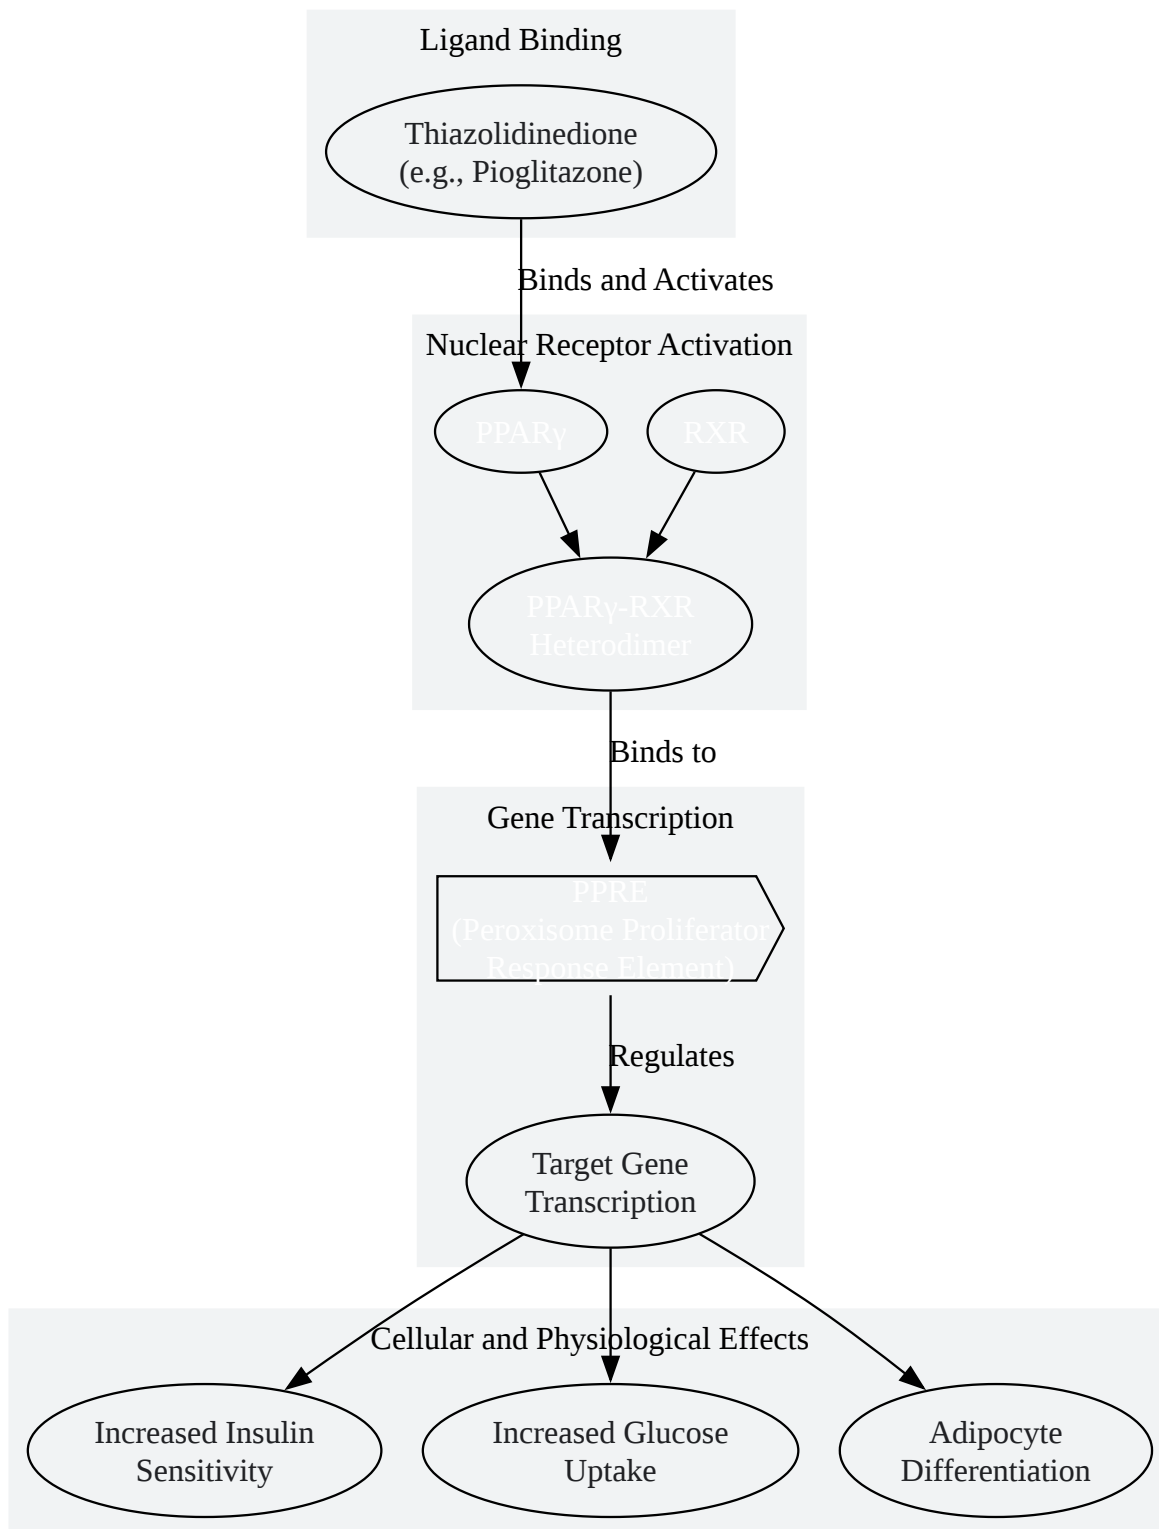 Ligand Binding
Thiazolidinedione
(e.g., Pioglitazone)
Binds and Activates
Nuclear Receptor Activation
PPARγ
RXR
PPARγ-RXR
Heterodimer
Binds to
Gene Transcription
PPRE
(Peroxisome Proliferator
Response Element)
Regulates
Target Gene
Transcription
Cellular and Physiological Effects
Increased Insulin
Sensitivity
Increased Glucose
Uptake
Adipocyte
Differentiation